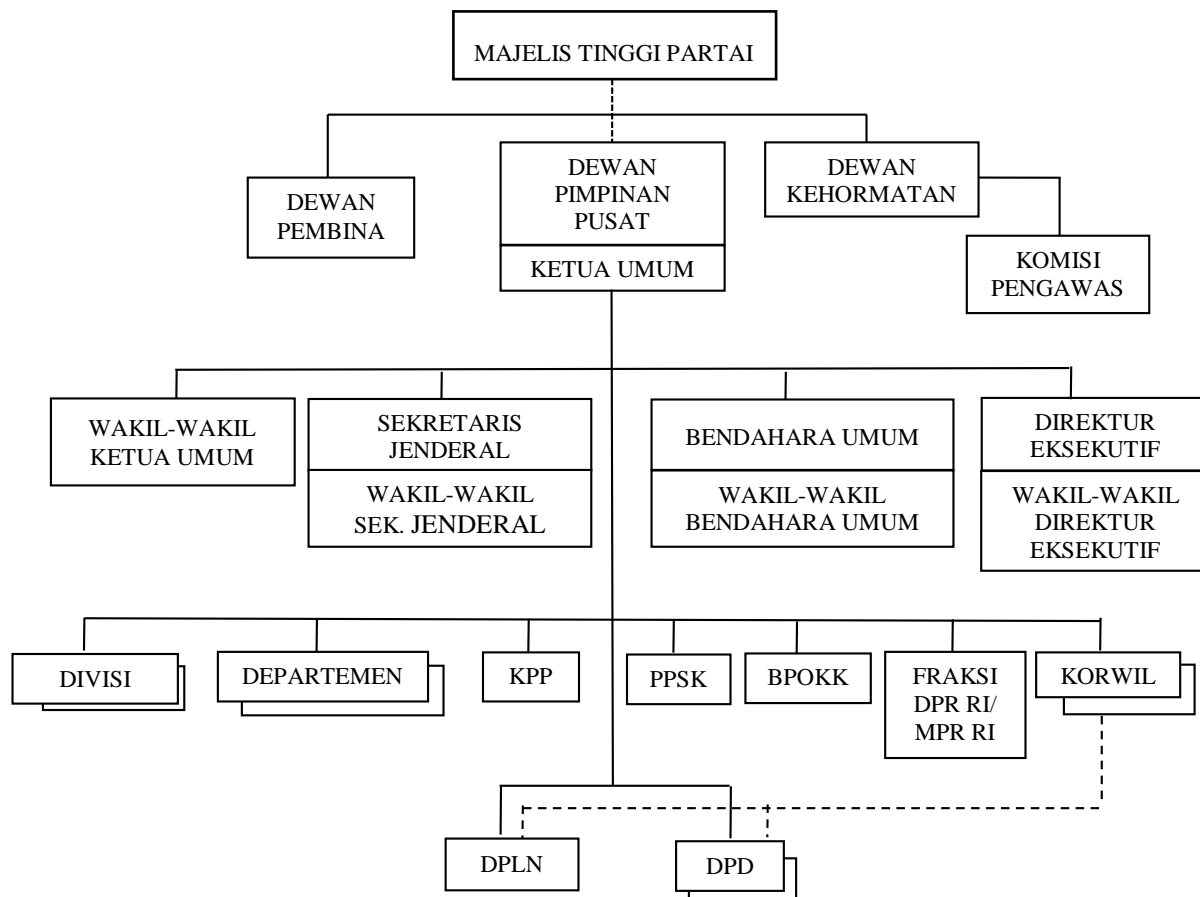 MAJELIS TINGGI PARTAI
DEWAN
PEMBINA
DEWAN
PIMPINAN
PUSAT
KETUA UMUM
DEWAN
KEHORMATAN
KOMISI
PENGAWAS
WAKIL-WAKIL
KETUA UMUM
SEKRETARIS
JENDERAL
WAKIL-WAKIL
SEK. JENDERAL
BENDAHARA UMUM
WAKIL-WAKIL
BENDAHARA UMUM
DIREKTUR
EKSEKUTIF
WAKIL-WAKIL
DIREKTUR
EKSEKUTIF
DIVISI
DEPARTEMEN
KPP
PPSK
BPOKK
FRAKSI
DPR RI/
MPR RI
KORWIL
DPLN
DPD